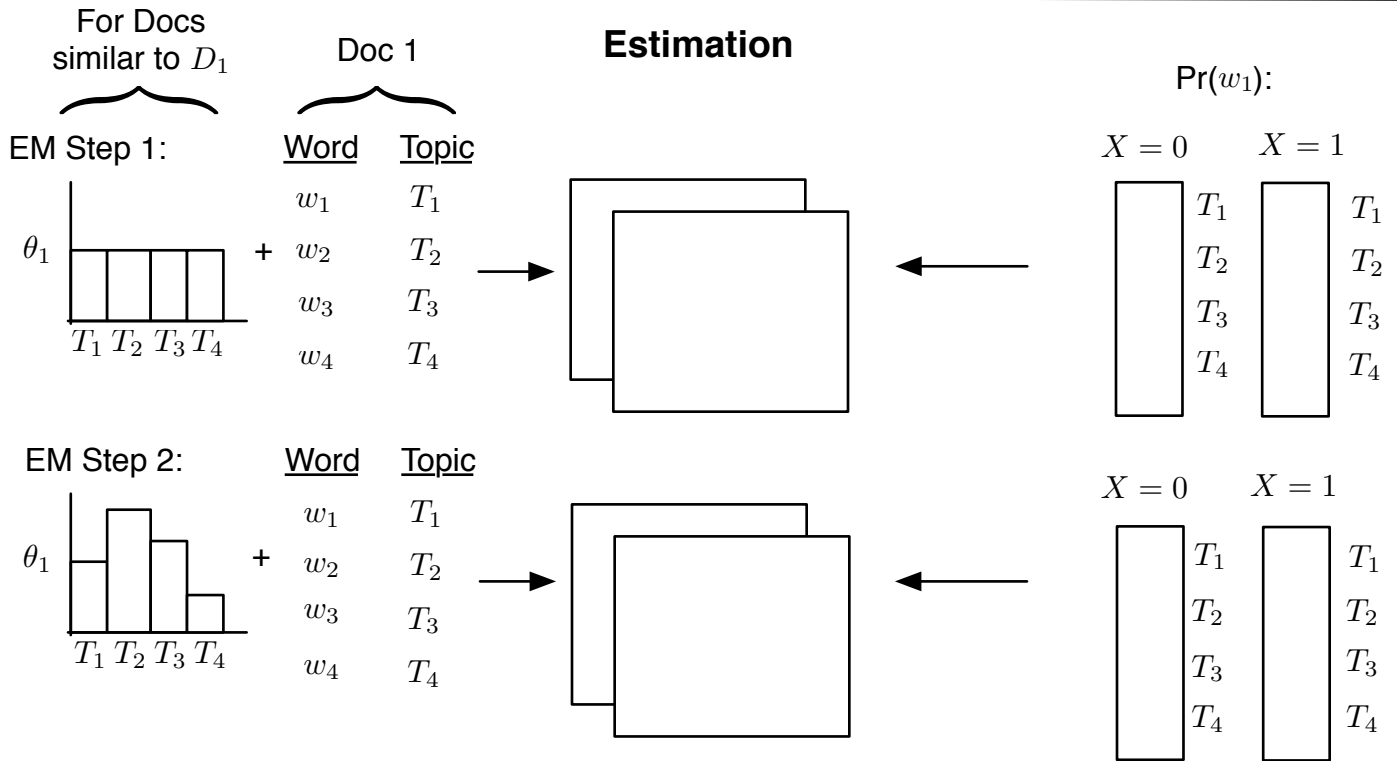 For Docs
similar to D₁
Doc 1
Estimation
Pr(w₁):
EM Step 1:
Word Topic
X = 0 X = 1
θ₁
+
w₁ T₁
w₂ T₂
w₃ T₃
w₄ T₄
T₁ T₂ T₃ T₄
T₁ T₁
T₂ T₂
T₃ T₃
T₄ T₄
EM Step 2:
Word Topic
X = 0 X = 1
θ₁
+
w₁ T₁
w₂ T₂
w₃ T₃
w₄ T₄
T₁ T₂ T₃ T₄
T₁ T₁
T₂ T₂
T₃ T₃
T₄ T₄